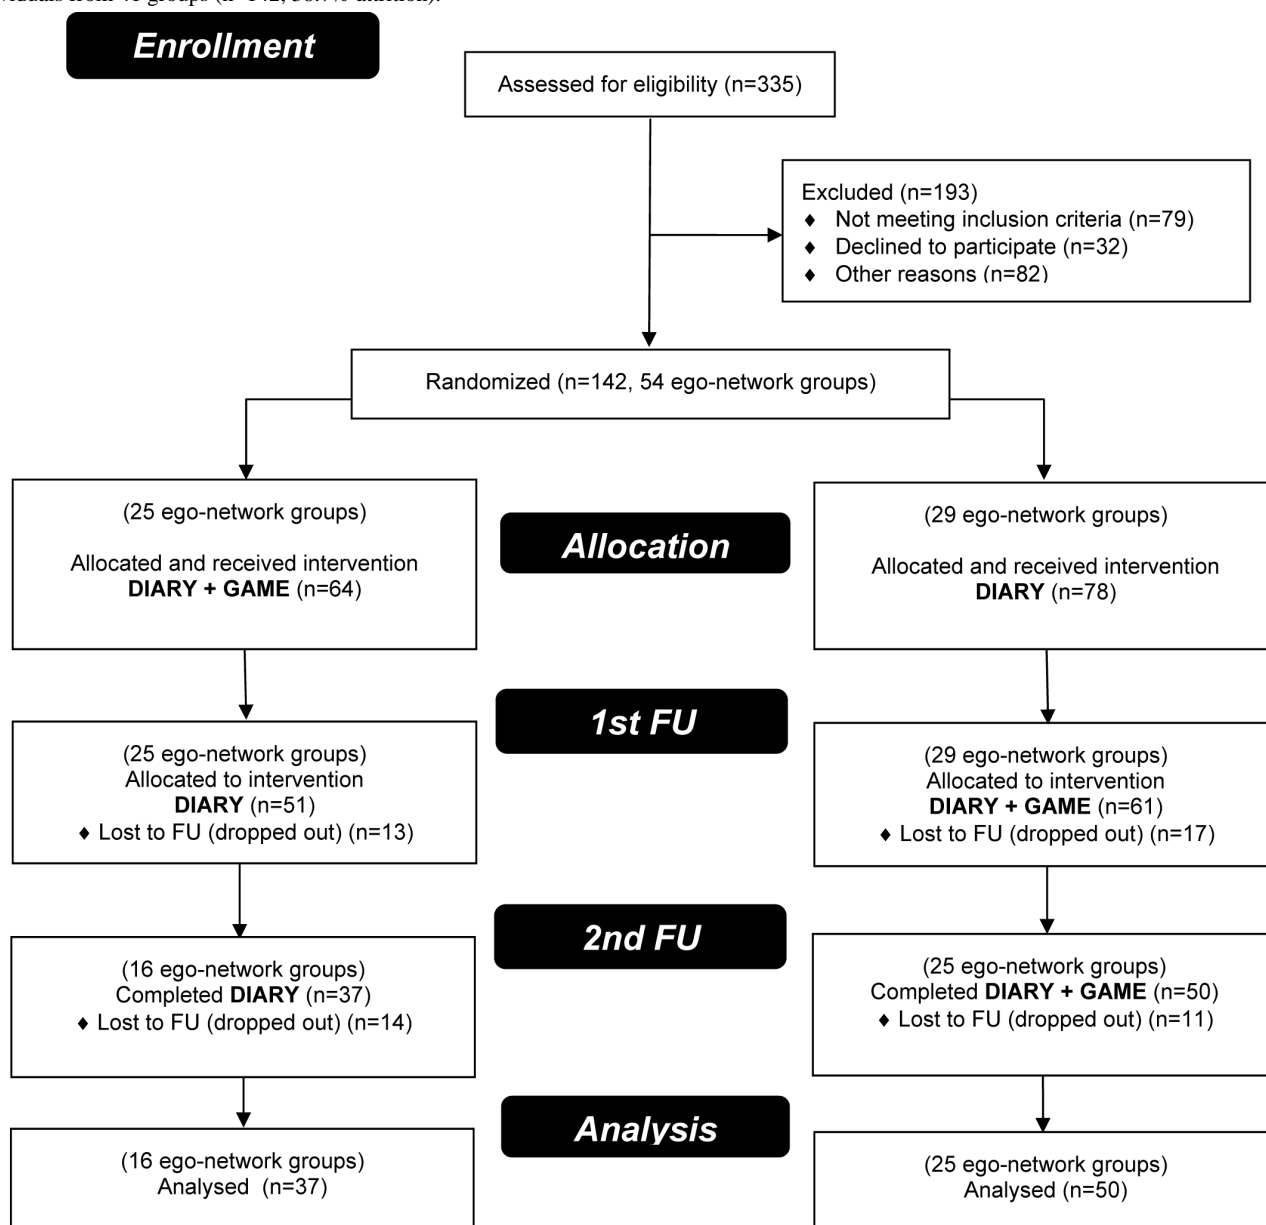 Enrollment
Assessed for eligibility (n=335)
Excluded (n=193)
♦ Not meeting inclusion criteria (n=79)
♦ Declined to participate (n=32)
♦ Other reasons (n=82)
Randomized (n=142, 54 ego-network groups)
(25 ego-network groups)
Allocated and received intervention
DIARY + GAME (n=64)
Allocation
(29 ego-network groups)
Allocated and received intervention
DIARY (n=78)
1st FU
(25 ego-network groups)
Allocated to intervention
DIARY (n=51)
♦ Lost to FU (dropped out) (n=13)
(29 ego-network groups)
Allocated to intervention
DIARY + GAME (n=61)
♦ Lost to FU (dropped out) (n=17)
2nd FU
(16 ego-network groups)
Completed DIARY (n=37)
♦ Lost to FU (dropped out) (n=14)
(25 ego-network groups)
Completed DIARY + GAME (n=50)
♦ Lost to FU (dropped out) (n=11)
Analysis
(16 ego-network groups)
Analysed (n=37)
(25 ego-network groups)
Analysed (n=50)